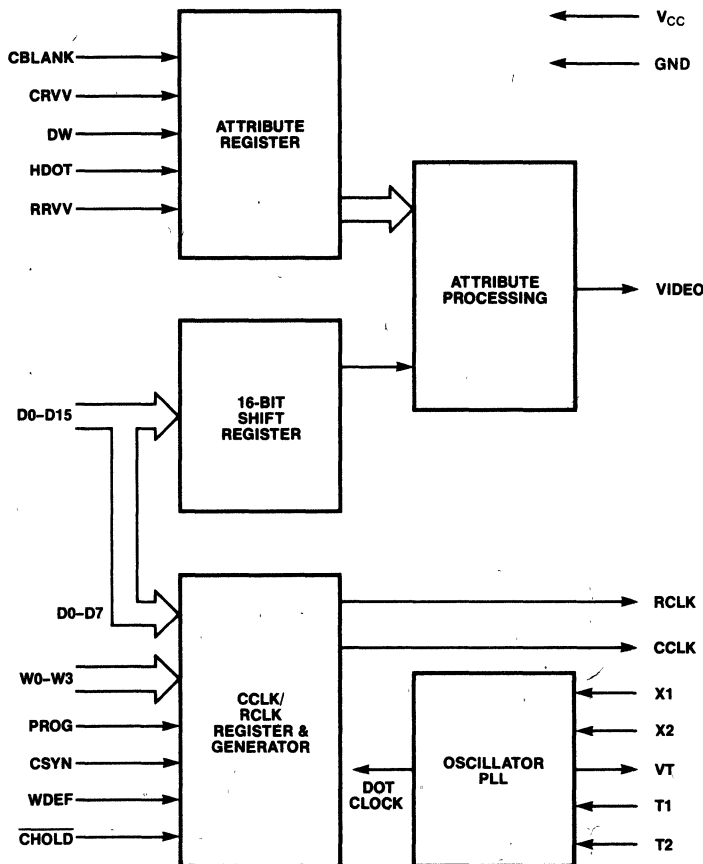 V_CC
GND
CBLANK
CRVV
DW
HDOT
RRVV
ATTRIBUTE
REGISTER
ATTRIBUTE
PROCESSING
VIDEO
D0–D15
16-BIT
SHIFT
REGISTER
D0–D7
W0–W3
PROG
CSYN
WDEF
CHOLD
CCLK/
RCLK
REGISTER &
GENERATOR
RCLK
CCLK
DOT
CLOCK
OSCILLATOR
PLL
X1
X2
VT
T1
T2